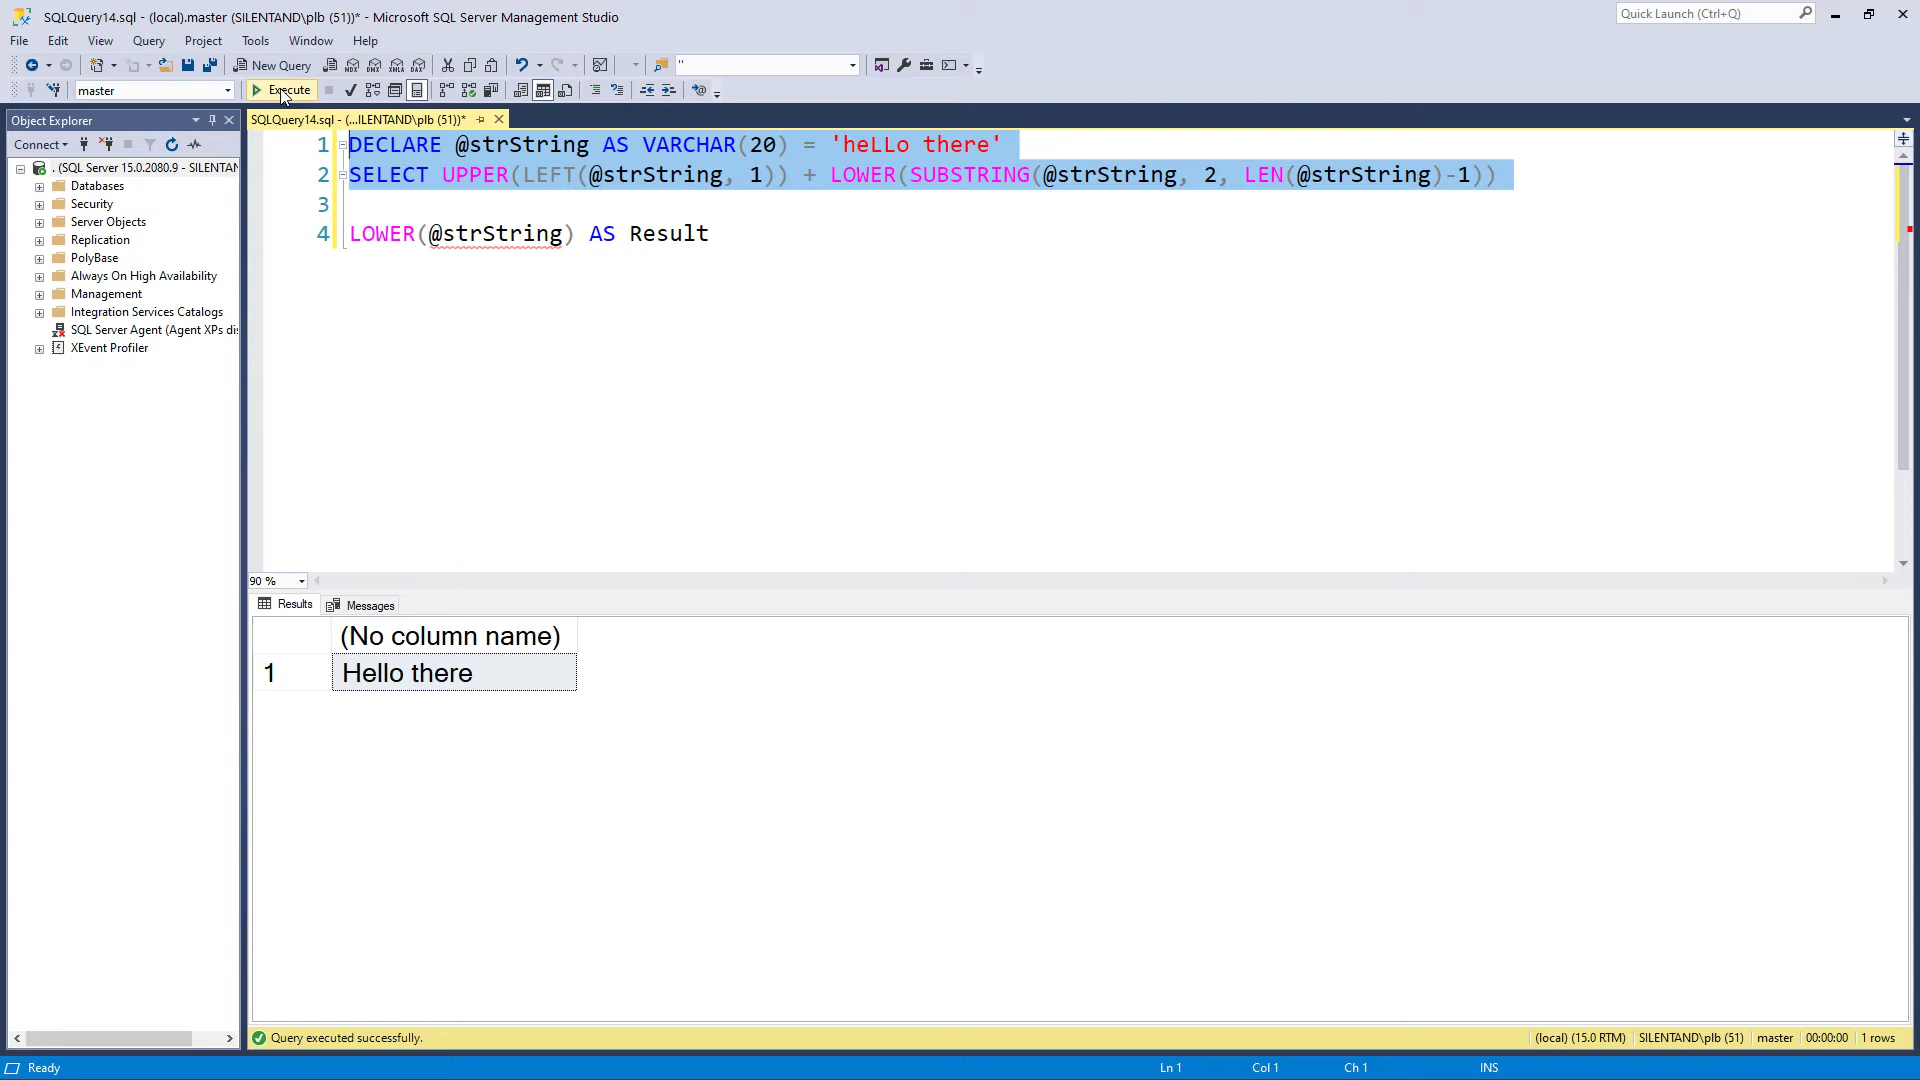 SQLQuery14.sql - (local).master (SILENTAND\plb (51))* - Microsoft SQL Server Management Studio
Quick Launch (Ctrl+Q)
File Edit View Query Project Tools Window Help
New Query
''
master
Execute
Object Explorer
SQLQuery14.sql - (...ILENTAND\plb (51))*
Connect
. (SQL Server 15.0.2080.9 - SILENTAN
Databases
Security
Server Objects
Replication
PolyBase
Always On High Availability
Management
Integration Services Catalogs
SQL Server Agent (Agent XPs di
XEvent Profiler
1 DECLARE @strString AS VARCHAR(20) = 'heLLo there'
2 SELECT UPPER(LEFT(@strString, 1)) + LOWER(SUBSTRING(@strString, 2, LEN(@strString)-1))
3
4 LOWER(@strString) AS Result
90 %
Results Messages
(No column name)
1 Hello there
Query executed successfully.
(local) (15.0 RTM) SILENTAND\plb (51) master 00:00:00 1 rows
Ready
Ln 1 Col 1 Ch 1 INS